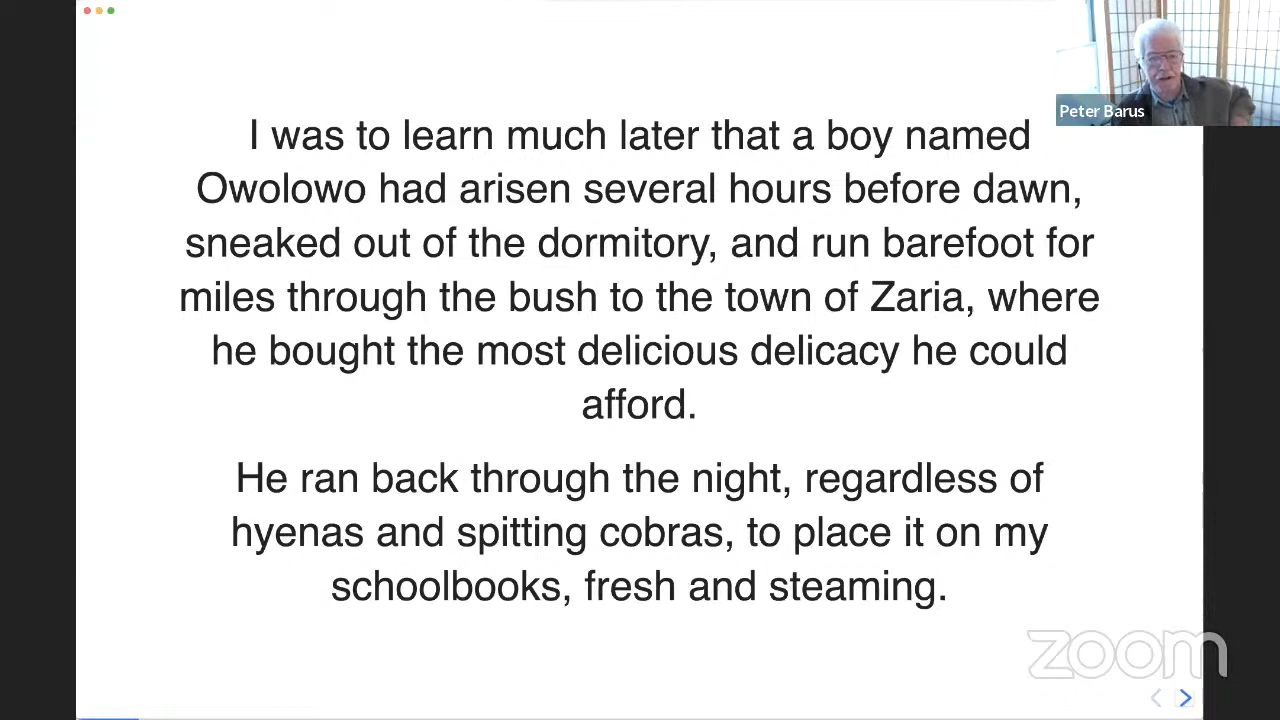 Peter Barus
I was to learn much later that a boy named
Owolowo had arisen several hours before dawn,
sneaked out of the dormitory, and run barefoot for
miles through the bush to the town of Zaria, where
he bought the most delicious delicacy he could
afford.
He ran back through the night, regardless of
hyenas and spitting cobras, to place it on my
schoolbooks, fresh and steaming.
zoom